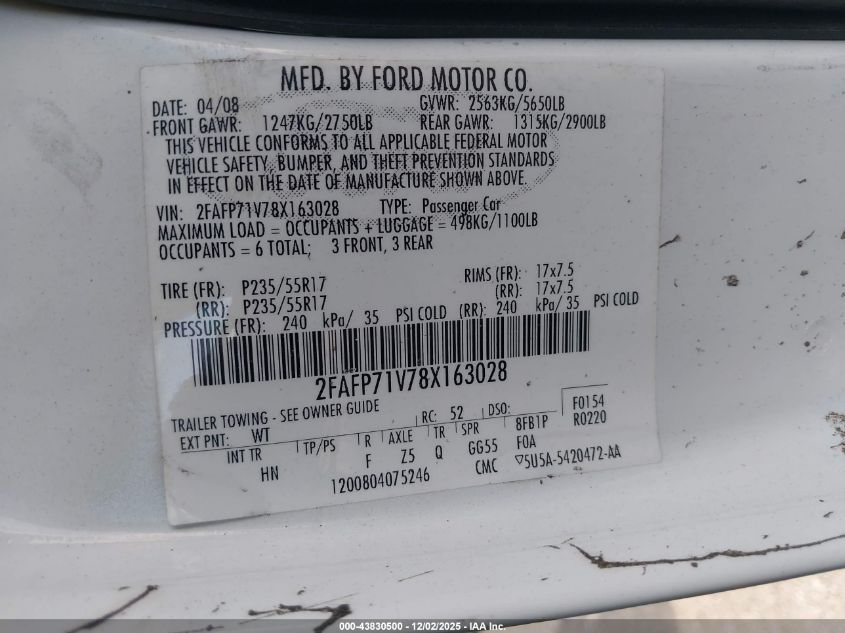 MFD. BY FORD MOTOR CO.
DATE: 04/08 GVWR: 2563KG/5650LB
FRONT GAWR: 1247KG/2750LB REAR GAWR: 1315KG/2900LB
THIS VEHICLE CONFORMS TO ALL APPLICABLE FEDERAL MOTOR
VEHICLE SAFETY, BUMPER, AND THEFT PREVENTION STANDARDS
IN EFFECT ON THE DATE OF MANUFACTURE SHOWN ABOVE.
VIN: 2FAFP71V78X163028 TYPE: Passenger Car
MAXIMUM LOAD = OCCUPANTS + LUGGAGE = 498KG/1100LB
OCCUPANTS = 6 TOTAL; 3 FRONT, 3 REAR
TIRE (FR): P235/55R17 RIMS (FR): 17x7.5
(RR): P235/55R17 (RR): 17x7.5
PRESSURE (FR): 240 kPa/ 35 PSI COLD (RR): 240 kPa/ 35 PSI COLD
2FAFP71V78X163028
TRAILER TOWING - SEE OWNER GUIDE
EXT PNT: WT RC: 52 DSO: F0154
INT TR TP/PS R AXLE TR SPR 8FB1P R0220
HN F Z5 Q GG55 F0A
1200804075246 CMC ▽5U5A-5420472-AA
000-43830500 - 12/02/2025 - IAA Inc.